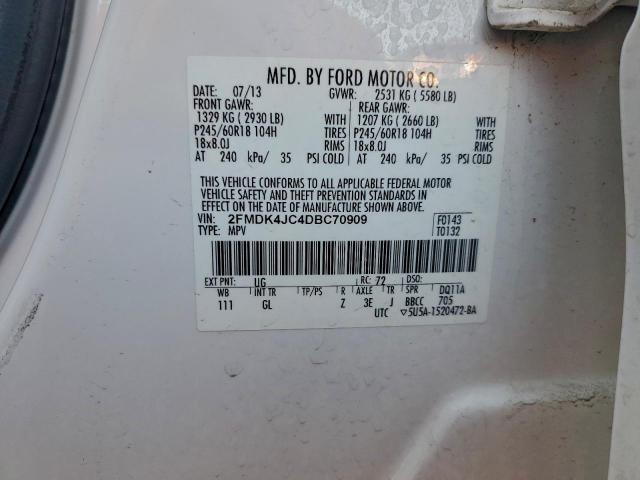 MFD. BY FORD MOTOR CO.
DATE: 07/13 GVWR: 2531 KG ( 5580 LB)
FRONT GAWR: REAR GAWR:
1329 KG ( 2930 LB) WITH 1207 KG ( 2660 LB) WITH
P245/60R18 104H TIRES P245/60R18 104H TIRES
18x8.0J RIMS 18x8.0J RIMS
AT 240 kPa/ 35 PSI COLD AT 240 kPa/ 35 PSI COLD
THIS VEHICLE CONFORMS TO ALL APPLICABLE FEDERAL MOTOR
VEHICLE SAFETY AND THEFT PREVENTION STANDARDS IN
EFFECT ON THE DATE OF MANUFACTURE SHOWN ABOVE.
VIN: 2FMDK4JC4DBC70909 F0143
TYPE: MPV T0132
EXT PNT: UG RC: 72 DSO:
WB INT TR TP/PS R AXLE TR SPR DQ11A
111 GL Z 3E J BBCC 705
UTC ▽5U5A-1520472-BA